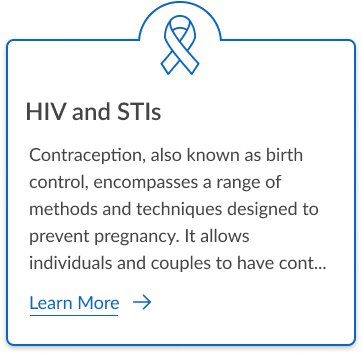 HIV and STIs
Contraception, also known as birth
control, encompasses a range of
methods and techniques designed to
prevent pregnancy. It allows
individuals and couples to have cont...
Learn More